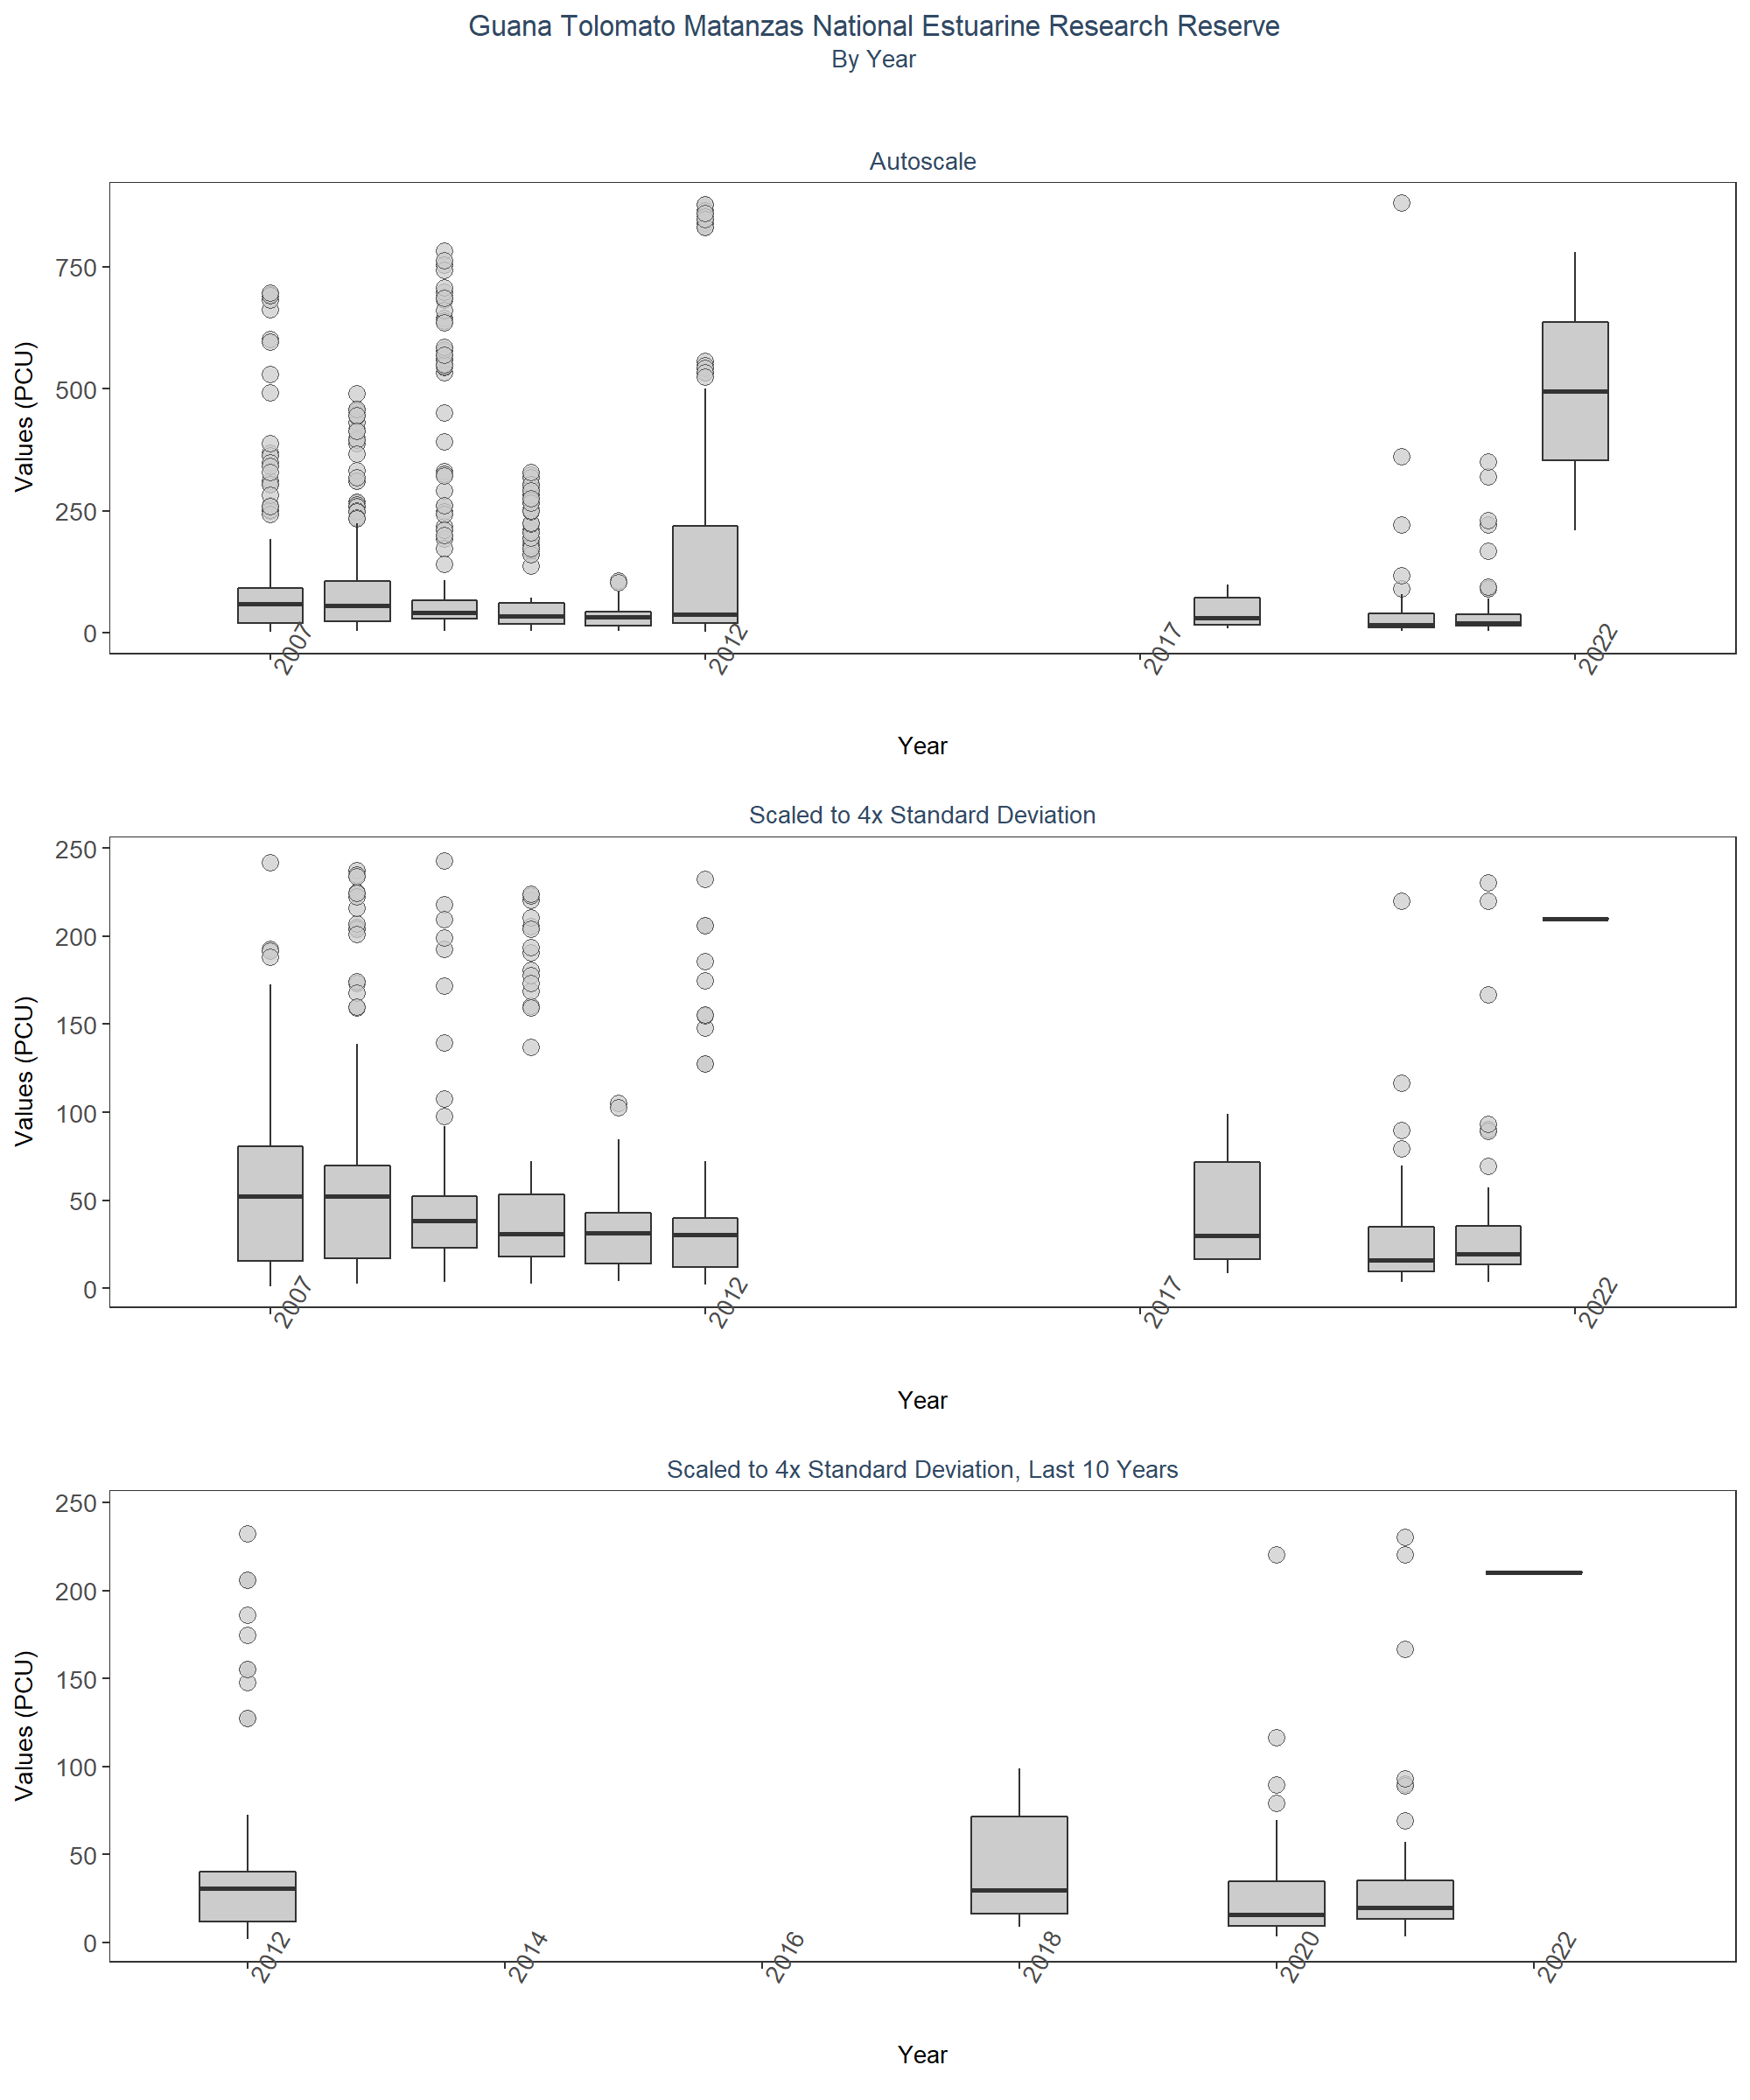 Guana Tolomato Matanzas National Estuarine Research Reserve
By Year
Autoscale
Values (PCU)
750
500
250
0
2007
2012
2017
2022
Year
Scaled to 4x Standard Deviation
Values (PCU)
250
200
150
100
50
0
2007
2012
2017
2022
Year
Scaled to 4x Standard Deviation, Last 10 Years
Values (PCU)
250
200
150
100
50
0
2012
2014
2016
2018
2020
2022
Year